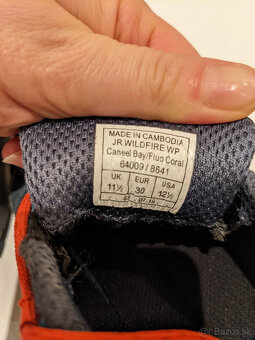 MADE IN CAMBODIA
JR WILDFIRE WP
Caneel Bay/Fluo Coral
64009 / 8641
UK EUR USA
11½ 30 12½
Bazos.sk